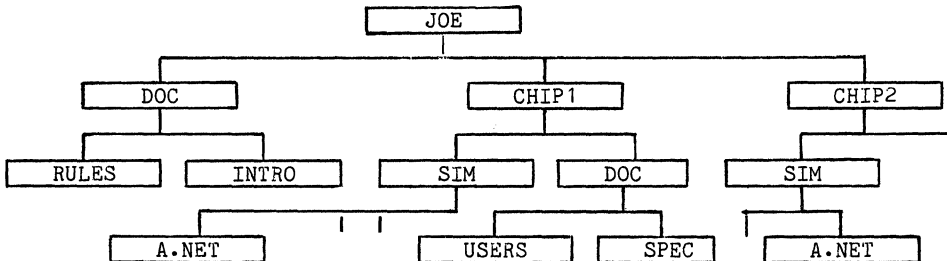 JOE
DOC CHIP1 CHIP2
RULES INTRO SIM DOC SIM
A.NET USERS SPEC A.NET